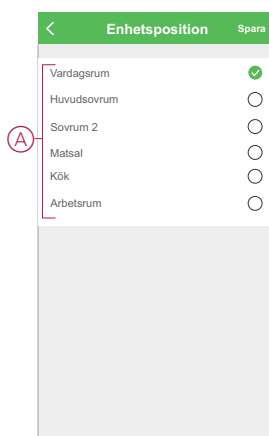 Enhetsposition Spara
Vardagsrum
Huvudsovrum
Sovrum 2
A
Matsal
Kök
Arbetsrum